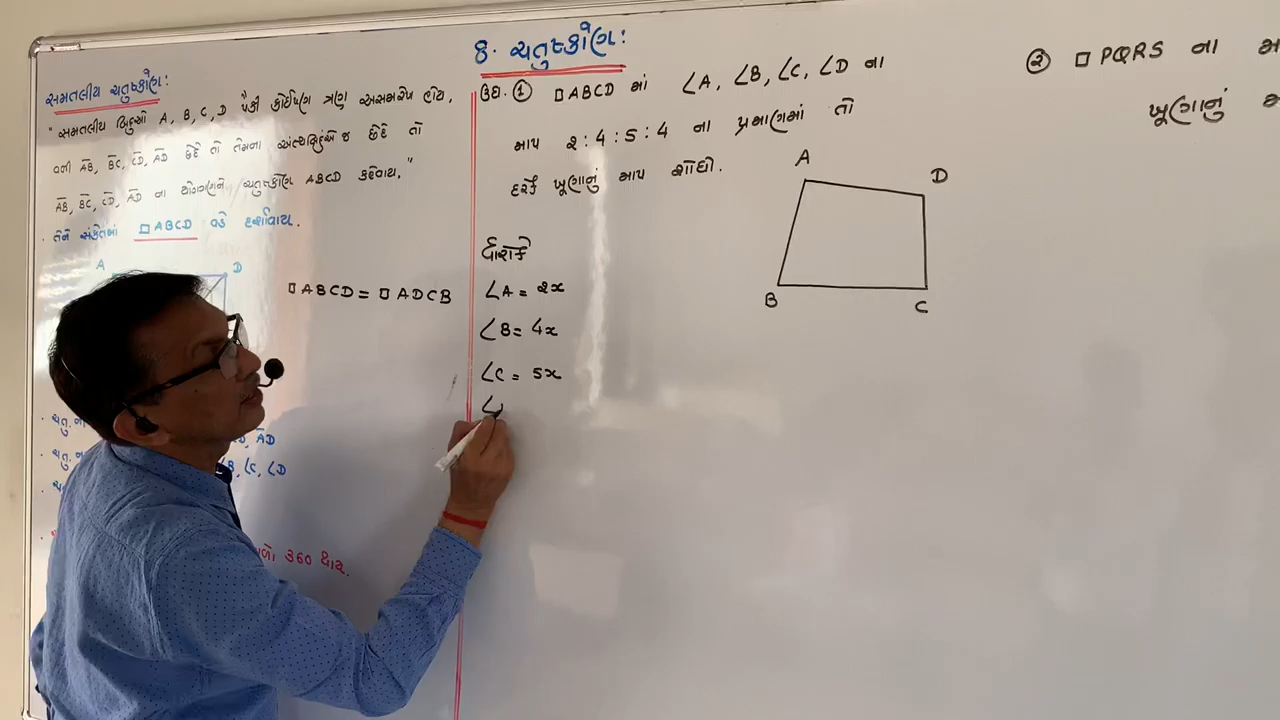 8. ચતુષ્કોણ:
સમતલીય ચતુષ્કોણ:
" સમતલીય બિંદુઓ A, B, C, D પૈકી કોઈપણ ત્રણ અસમરેખ હોય,
વળી AB, BC, CD, AD છેદે તો તેમના અંત્યબિંદુએ જ છેદે તો
AB, BC, CD, AD ના યોગગણને ચતુષ્કોણ ABCD કહેવાય."
· તેને સંકેતમાં □ABCD વડે દર્શાવાય.
A
D
□ABCD = □ADCB
· ચતુ.
D, AD
· ચતુ.
∠B, ∠C, ∠D
360 થાય.
ઉદા. ① □ABCD માં ∠A, ∠B, ∠C, ∠D ના
માપ ૨:4:5:4 ના પ્રમાણમાં તો
દરેક ખૂણાનું માપ શોધો.
ધારોકે
∠A = ૨x
∠B = 4x
∠C = 5x
∠
A
D
B
C
② □PQRS ના
ખૂણાનું